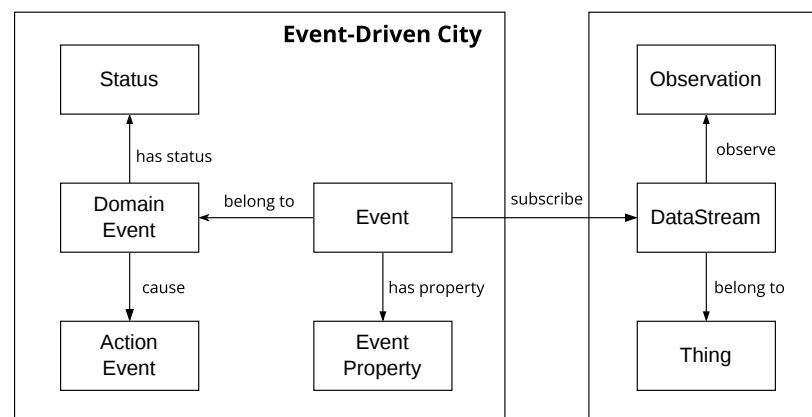 Event-Driven City
Status
Observation
has status
observe
Domain
Event
belong to
Event
subscribe
DataStream
cause
has property
belong to
Action
Event
Event
Property
Thing